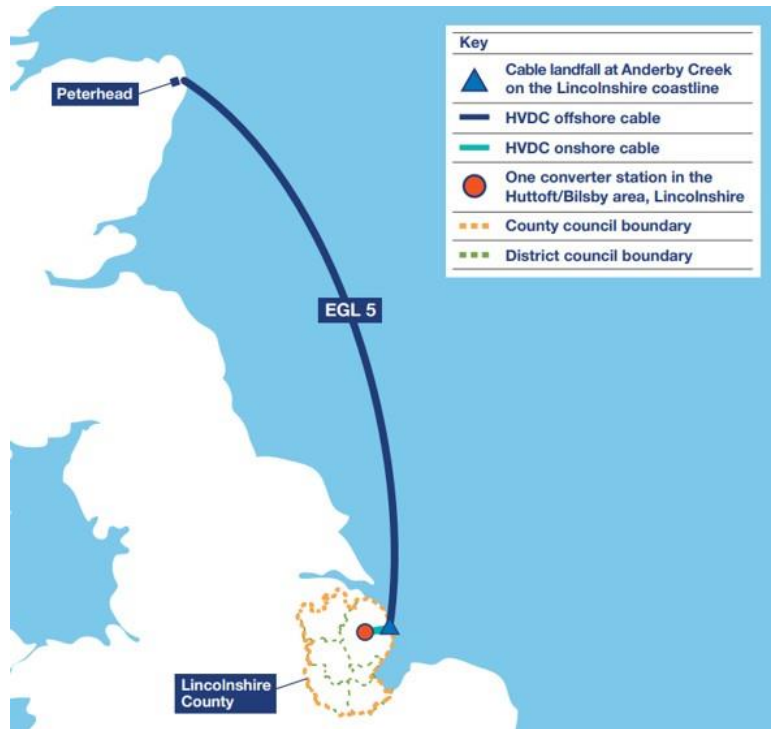 Key
Cable landfall at Anderby Creek
on the Lincolnshire coastline
HVDC offshore cable
HVDC onshore cable
One converter station in the
Huttoft/Bilsby area, Lincolnshire
County council boundary
District council boundary
Peterhead
EGL 5
Lincolnshire
County